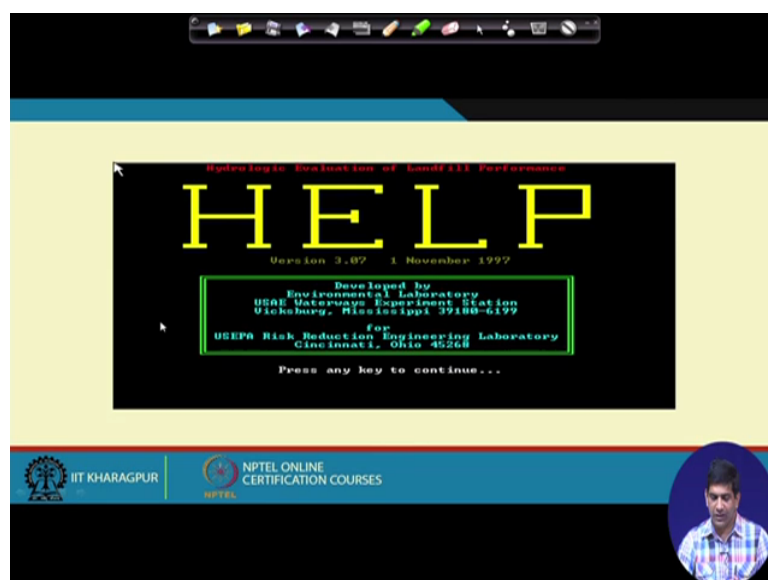 Hydrologic Evaluation of Landfill Performance
HELP
Version 3.07 1 November 1997
Developed by
Environmental Laboratory
USAE Waterways Experiment Station
Vicksburg, Mississippi 39180-6199
for
USEPA Risk Reduction Engineering Laboratory
Cincinnati, Ohio 45268
Press any key to continue...
IIT KHARAGPUR
NPTEL
NPTEL ONLINE
CERTIFICATION COURSES